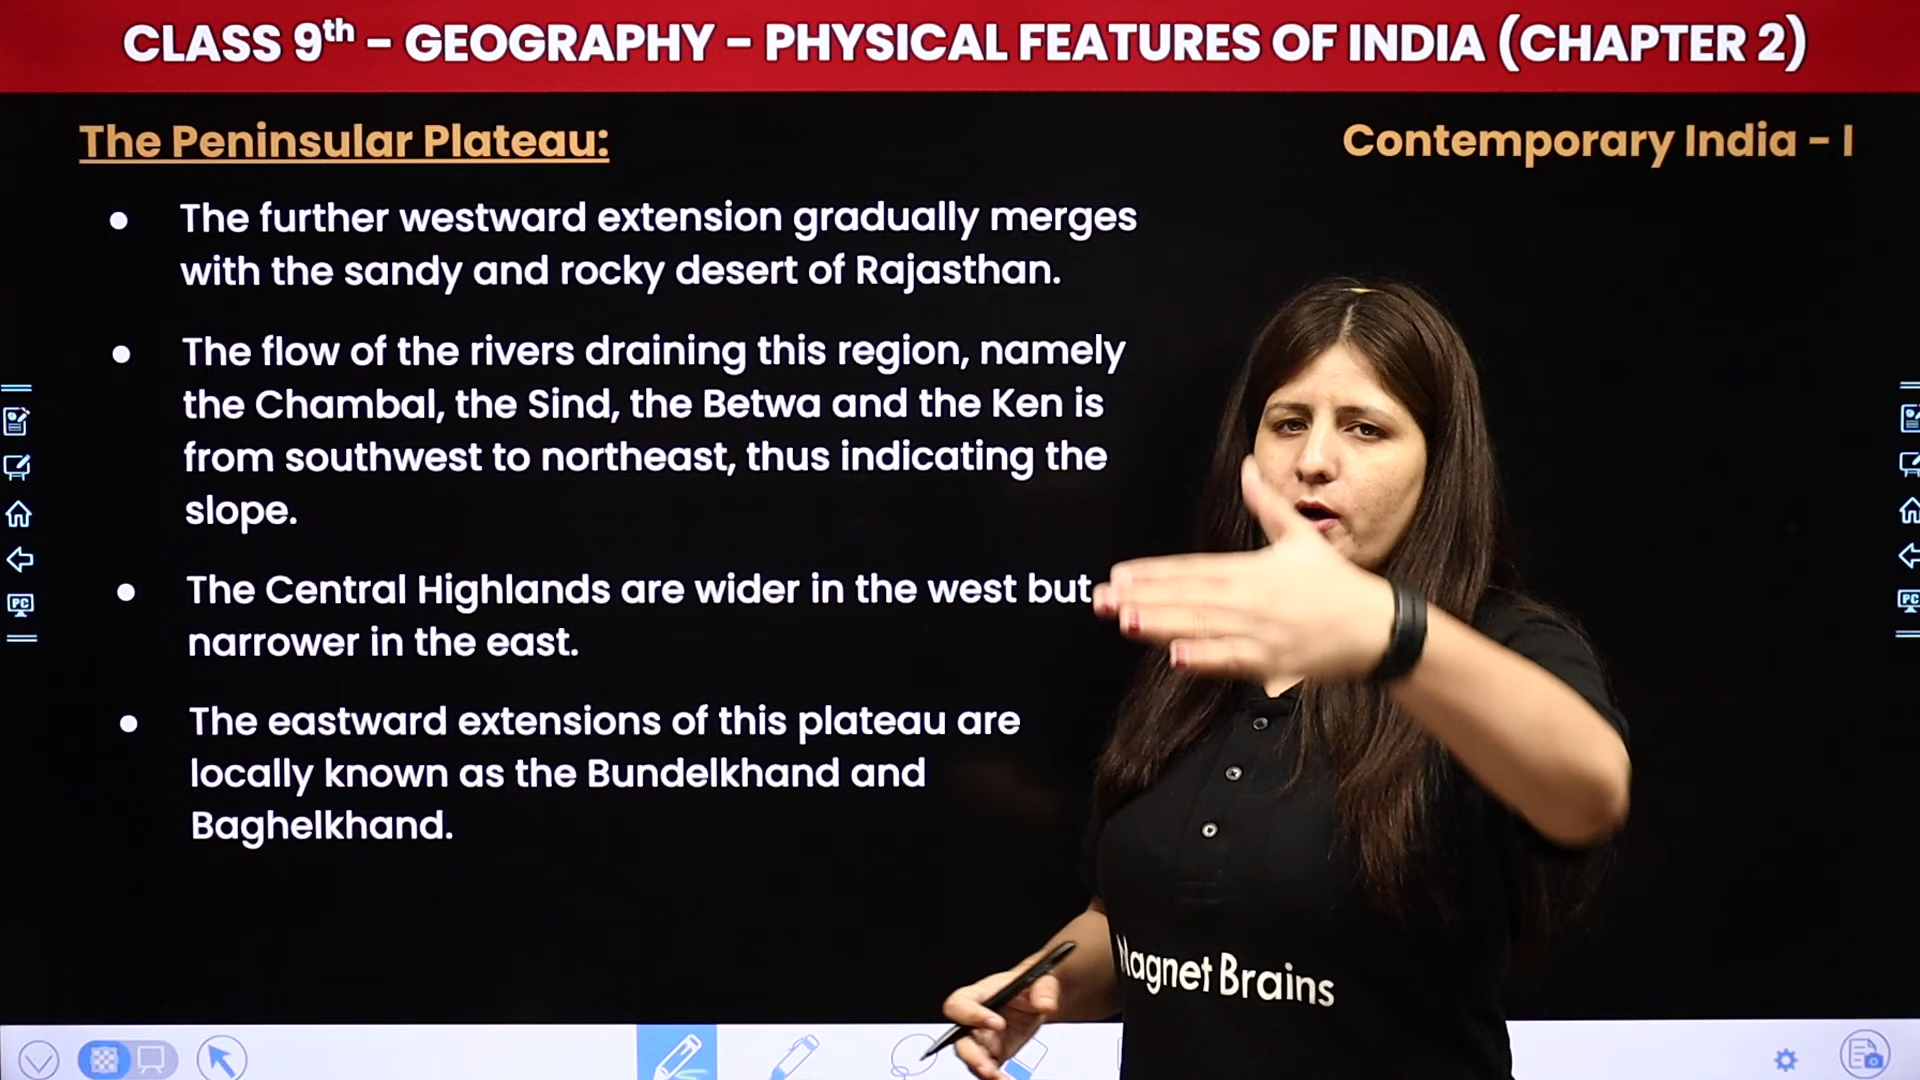 CLASS 9th - GEOGRAPHY - PHYSICAL FEATURES OF INDIA (CHAPTER 2)
The Peninsular Plateau:
Contemporary India - I
● The further westward extension gradually merges
with the sandy and rocky desert of Rajasthan.
● The flow of the rivers draining this region, namely
the Chambal, the Sind, the Betwa and the Ken is
from southwest to northeast, thus indicating the
slope.
● The Central Highlands are wider in the west but
narrower in the east.
● The eastward extensions of this plateau are
locally known as the Bundelkhand and
Baghelkhand.
PC
PC
Magnet Brains